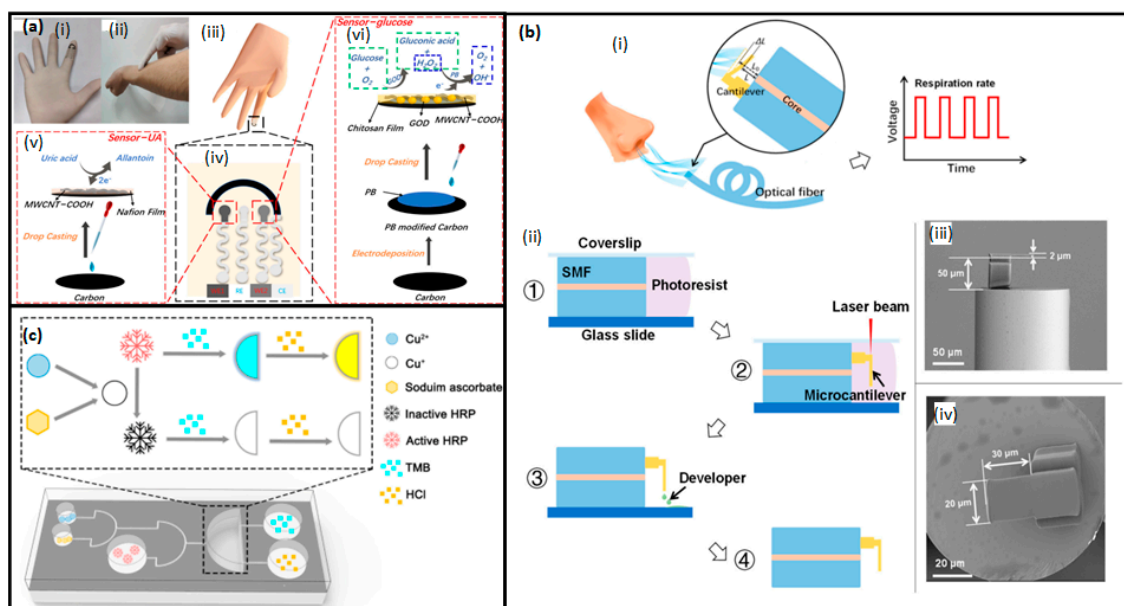 (a)
(i)
(ii)
(iii)
Sensor-glucose
(vi)
Glucose
+
O2
GOD
Gluconic acid
+
H2O2
PB
e-
O2
+
OH-
Chitosan Film
GOD
MWCNT-COOH
Drop Casting
PB
PB modified Carbon
Electrodeposition
Carbon
(v)
Sensor-UA
Uric acid
Allantoin
2e-
MWCNT-COOH
Nafion Film
Drop Casting
Carbon
(iv)
RE
CE
(b)
(i)
ΔL
L0
Cantilever
Core
Optical fiber
Respiration rate
Voltage
Time
(ii)
Coverslip
SMF
Photoresist
①
Glass slide
Laser beam
②
Microcantilever
③
Developer
④
(iii)
2 μm
50 μm
50 μm
(iv)
30 μm
20 μm
20 μm
(c)
Cu2+
Cu+
Soduim ascorbate
Inactive HRP
Active HRP
TMB
HCl